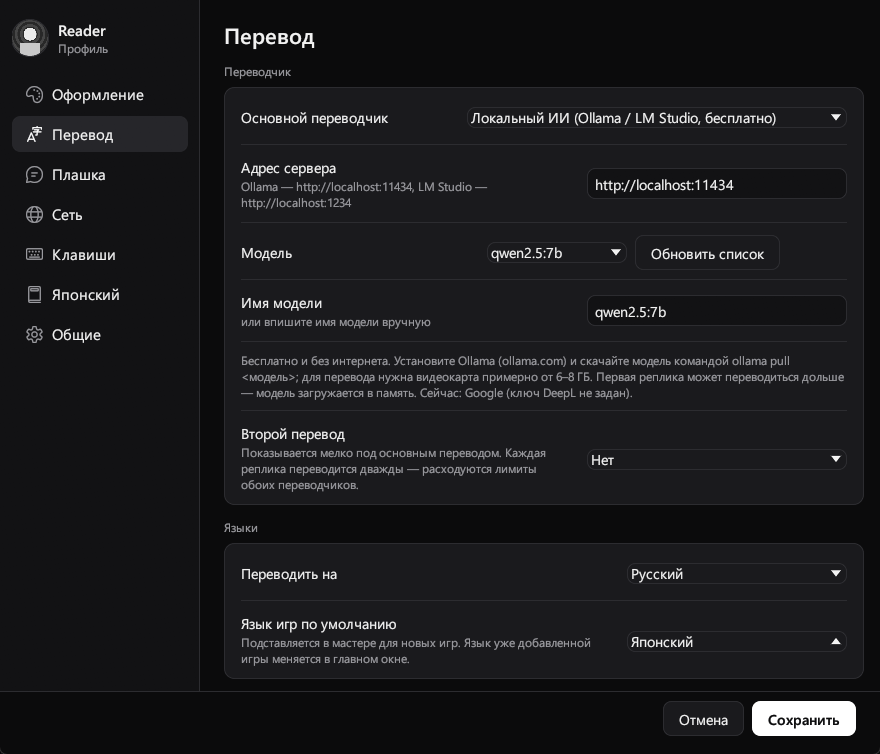 Reader
Профиль
Оформление
Перевод
Плашка
Сеть
Клавиши
Японский
Общие
Перевод
Переводчик
Основной переводчик
Локальный ИИ (Ollama / LM Studio, бесплатно)
Адрес сервера
Ollama — http://localhost:11434, LM Studio —
http://localhost:1234
http://localhost:11434
Модель
qwen2.5:7b
Обновить список
Имя модели
или впишите имя модели вручную
qwen2.5:7b
Бесплатно и без интернета. Установите Ollama (ollama.com) и скачайте модель командой ollama pull
<модель>; для перевода нужна видеокарта примерно от 6–8 ГБ. Первая реплика может переводиться дольше
— модель загружается в память. Сейчас: Google (ключ DeepL не задан).
Второй перевод
Показывается мелко под основным переводом. Каждая
реплика переводится дважды — расходуются лимиты
обоих переводчиков.
Нет
Языки
Переводить на
Русский
Язык игр по умолчанию
Подставляется в мастере для новых игр. Язык уже добавленной
игры меняется в главном окне.
Японский
Отмена
Сохранить